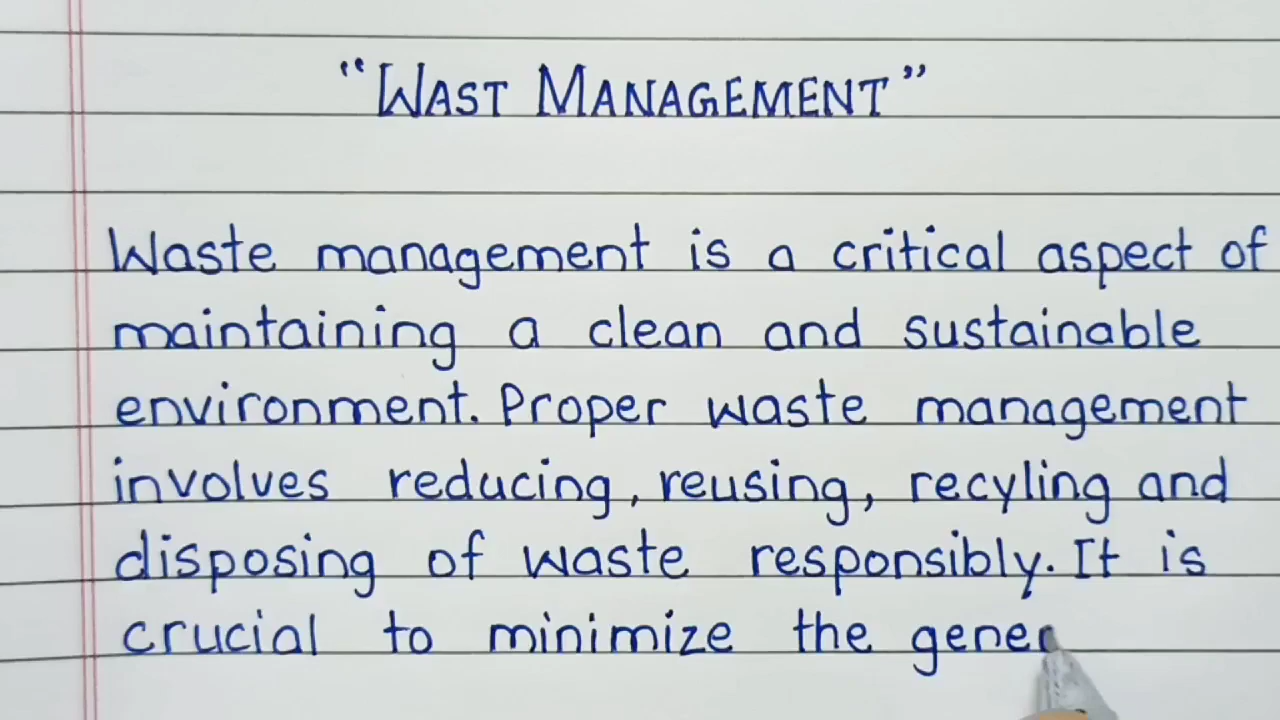 “WAST MANAGEMENT”
Waste management is a critical aspect of
maintaining a clean and sustainable
environment. Proper waste management
involves reducing, reusing, recyling and
disposing of waste responsibly. It is
crucial to minimize the gener